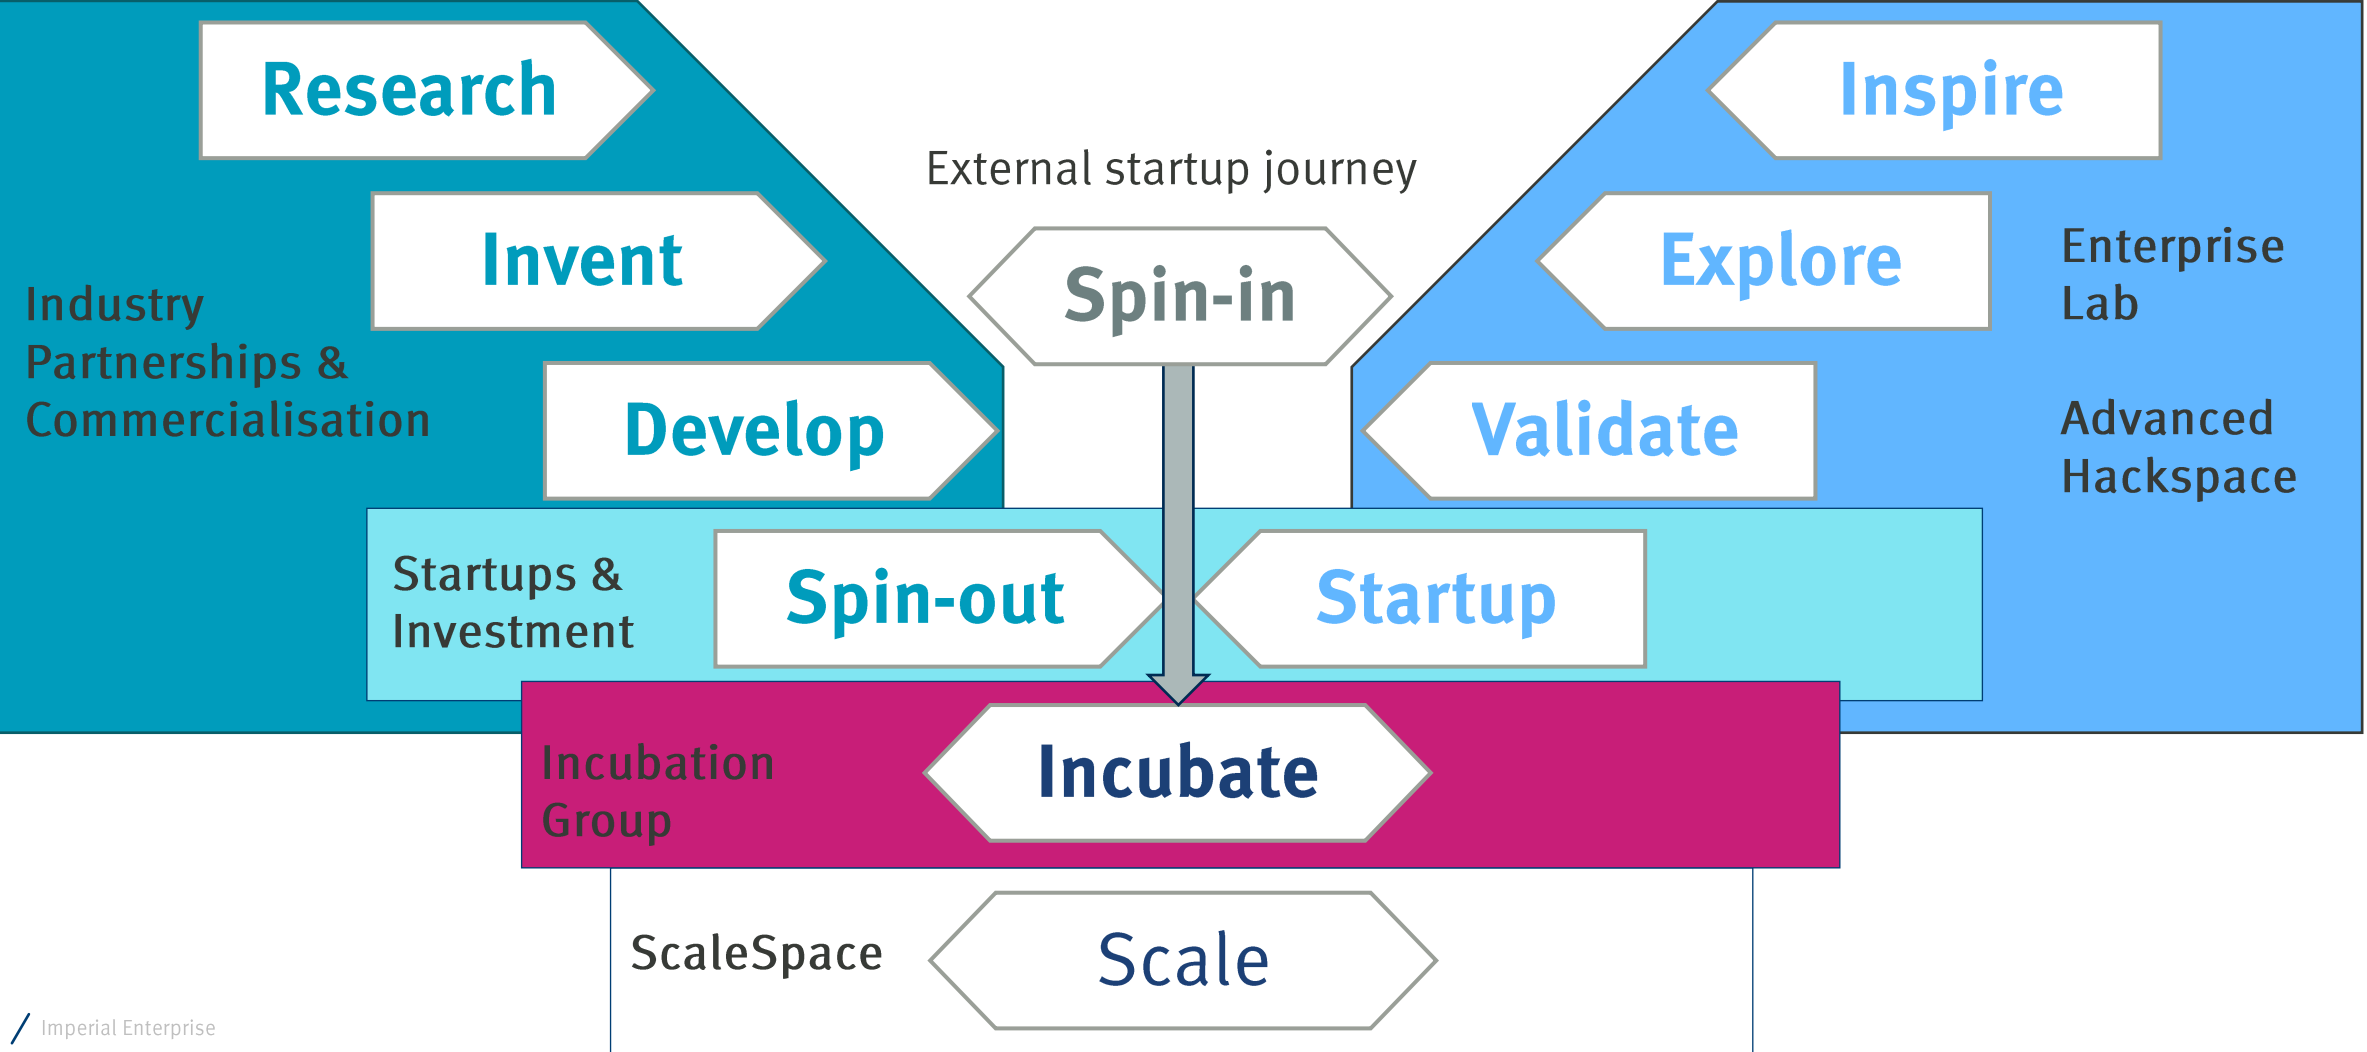 Research
Inspire
External startup journey
Invent
Spin-in
Explore
Enterprise
Lab
Industry
Partnerships &
Commercialisation
Develop
Validate
Advanced
Hackspace
Startups &
Investment
Spin-out
Startup
Incubation
Group
Incubate
ScaleSpace
Scale
Imperial Enterprise